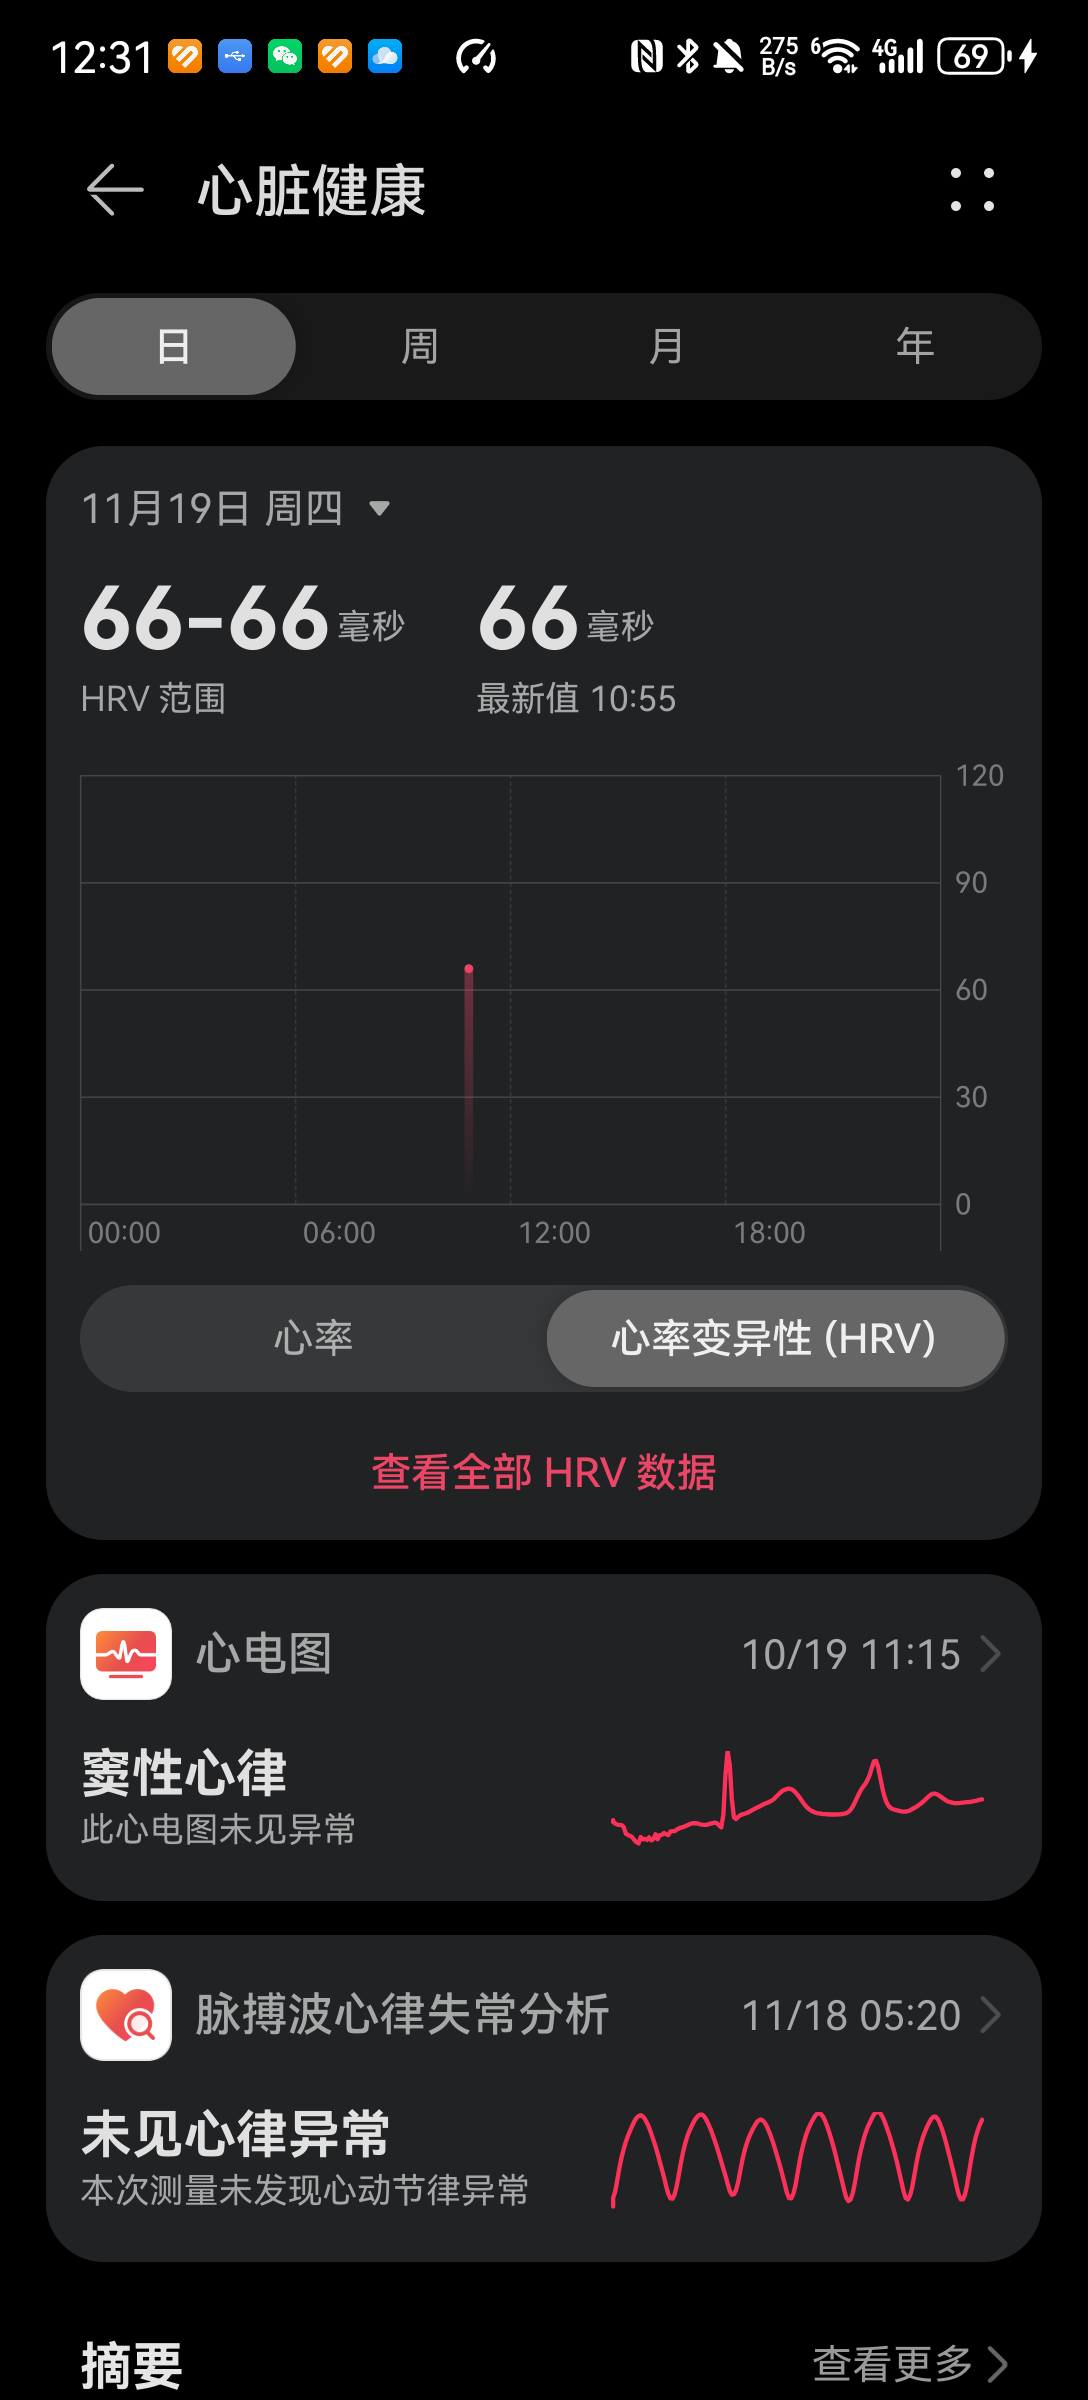 12:31 275 B/s 6 4G 69
心脏健康
日 周 月 年
11月19日 周四
66-66毫秒 66毫秒
HRV 范围 最新值 10:55
120
90
60
30
0
00:00 06:00 12:00 18:00
心率 心率变异性 (HRV)
查看全部 HRV 数据
心电图 10/19 11:15
窦性心律
此心电图未见异常
脉搏波心律失常分析 11/18 05:20
未见心律异常
本次测量未发现心动节律异常
摘要 查看更多